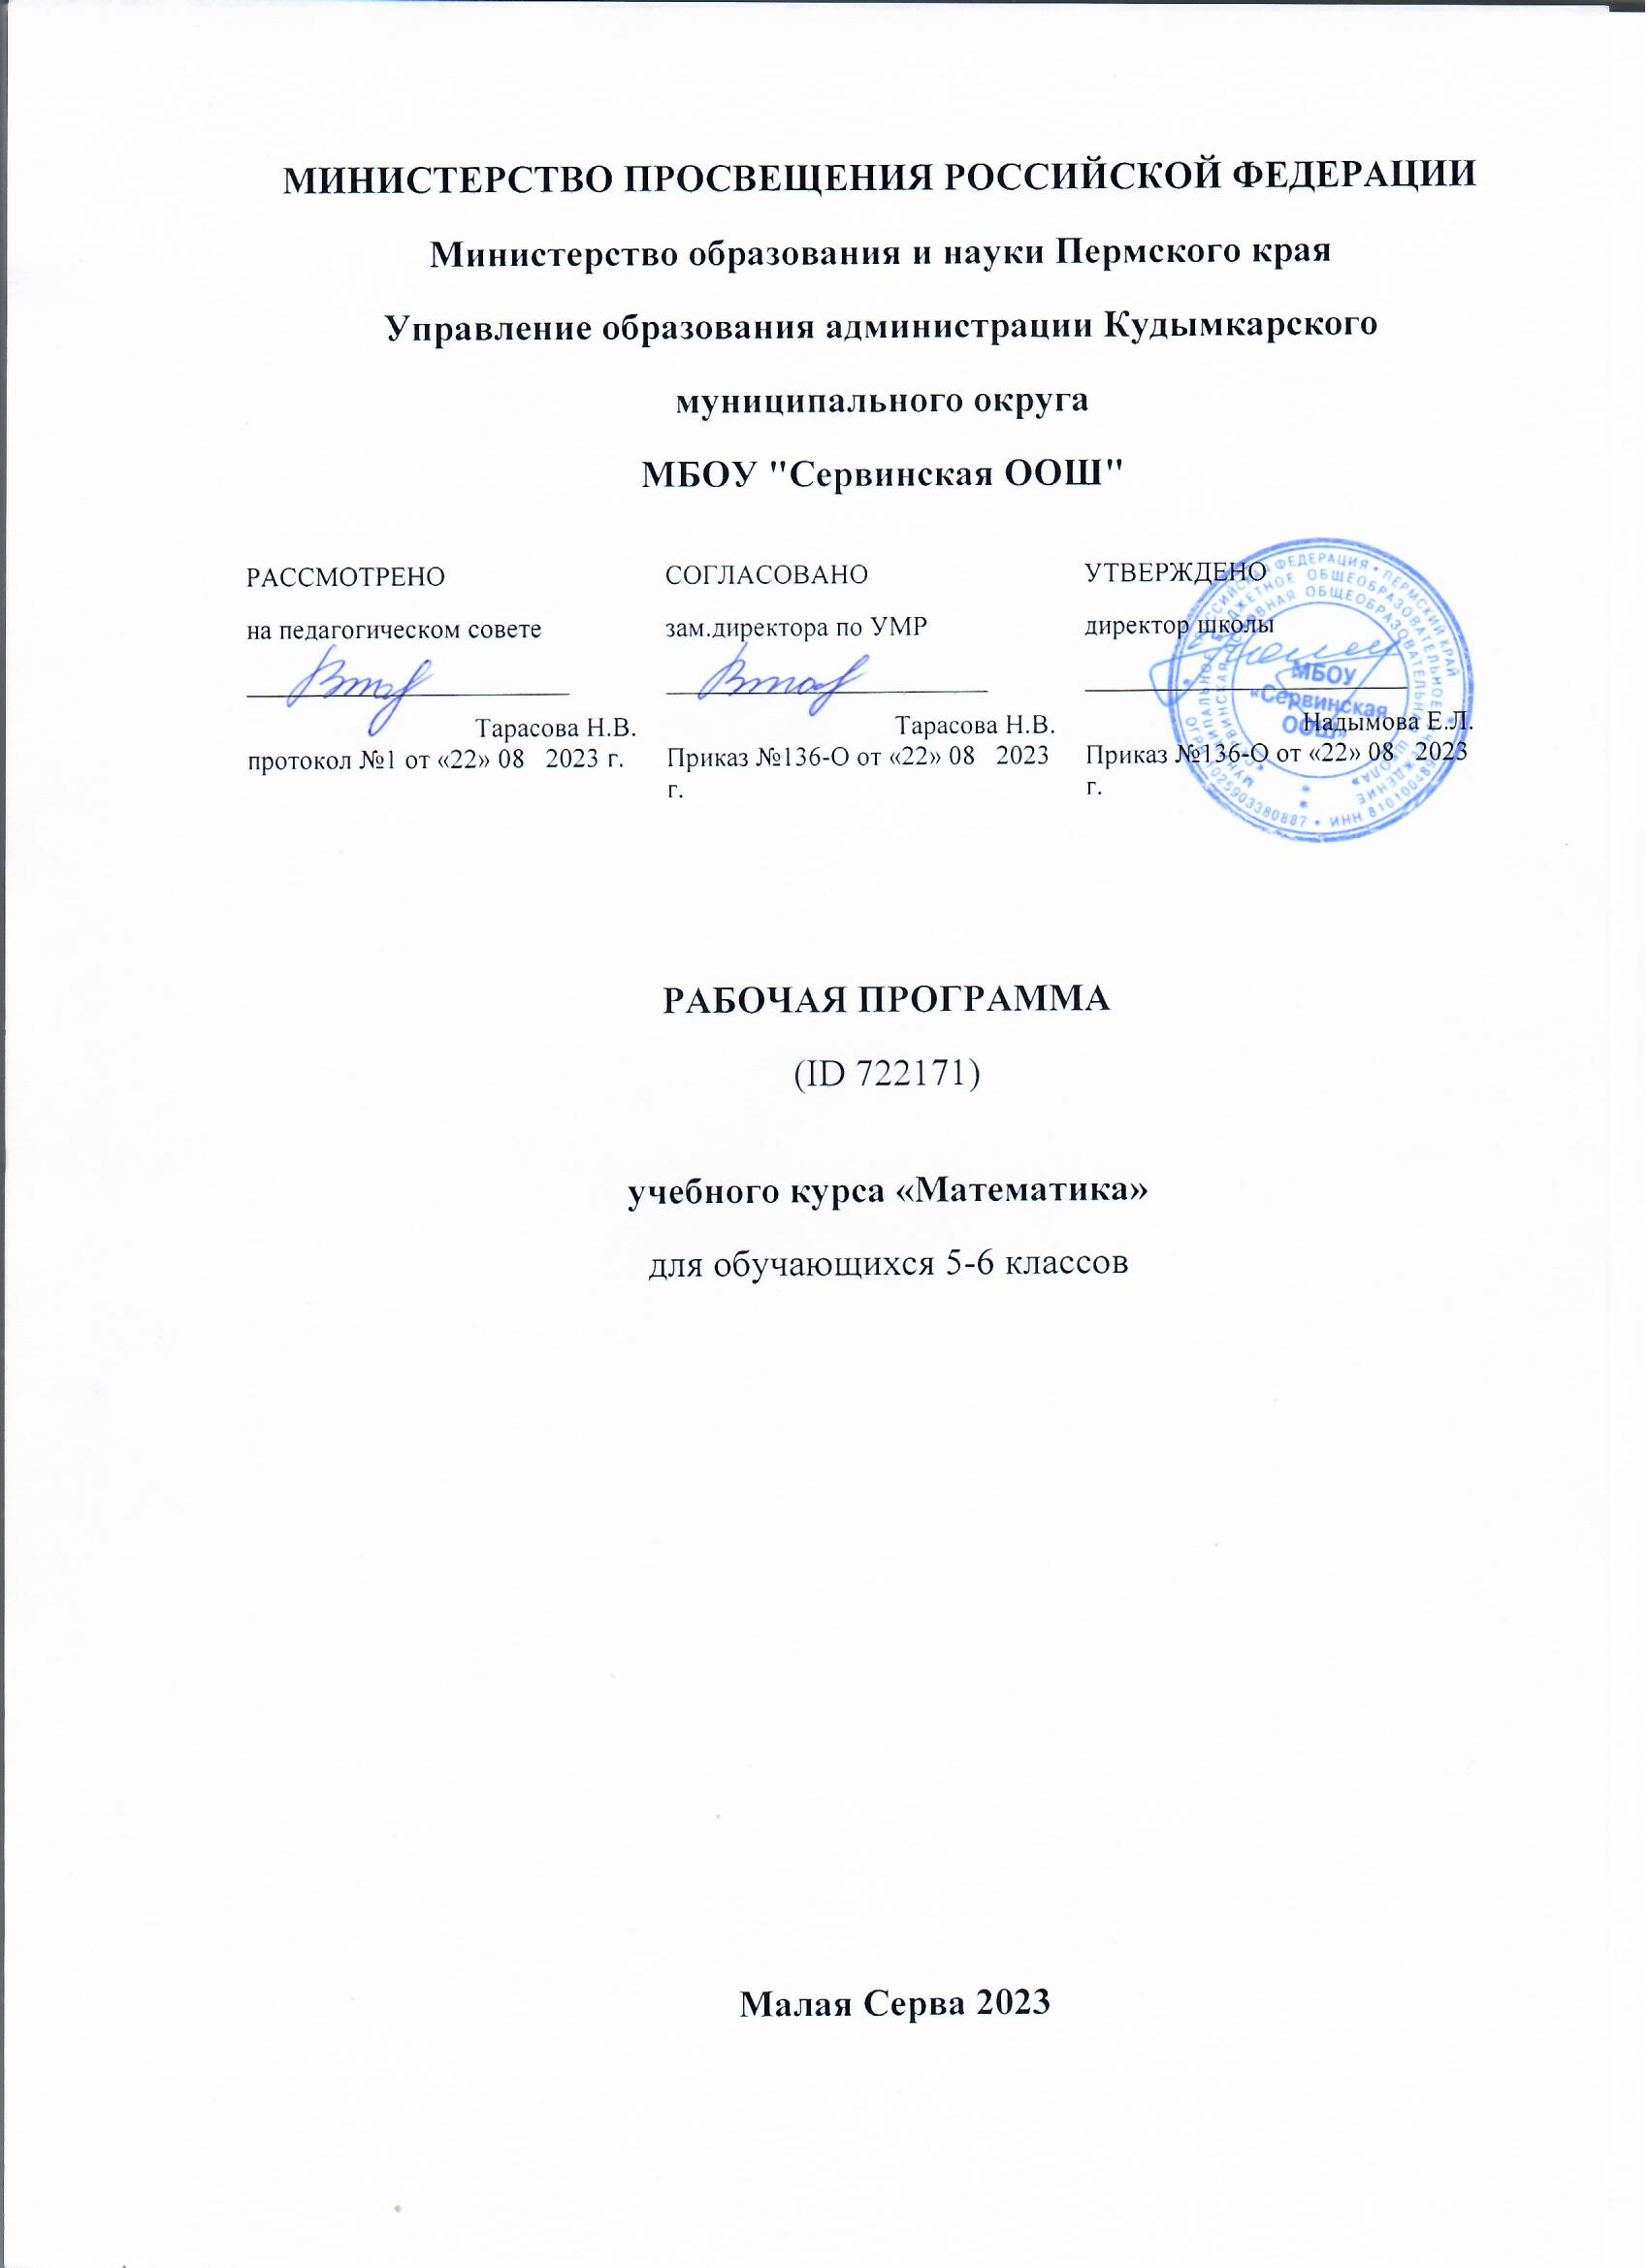 МИНИСТЕРСТВО ПРОСВЕЩЕНИЯ РОССИЙСКОЙ ФЕДЕРАЦИИ
Министерство образования и науки Пермского края
Управление образования администрации Кудымкарского
муниципального округа
МБОУ "Сервинская ООШ"
РАССМОТРЕНО
на педагогическом совете
Тарасова Н.В.
протокол №1 от «22» 08 2023 г.
СОГЛАСОВАНО
зам.директора по УМР
Тарасова Н.В.
Приказ №136-О от «22» 08 2023
г.
УТВЕРЖДЕНО
директор школы
Надымова Е.Л.
Приказ №136-О от «22» 08 2023
г.
МБОУ
«Сервинская
ООШ»
РАБОЧАЯ ПРОГРАММА
(ID 722171)
учебного курса «Математика»
для обучающихся 5-6 классов
Малая Серва 2023